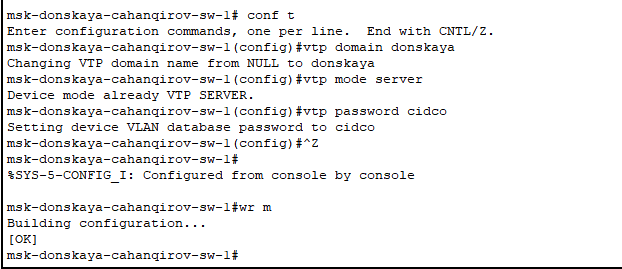 msk-donskaya-cahanqirov-sw-1# conf t
Enter configuration commands, one per line.  End with CNTL/Z.
msk-donskaya-cahanqirov-sw-1(config)#vtp domain donskaya
Changing VTP domain name from NULL to donskaya
msk-donskaya-cahanqirov-sw-1(config)#vtp mode server
Device mode already VTP SERVER.
msk-donskaya-cahanqirov-sw-1(config)#vtp password cidco
Setting device VLAN database password to cidco
msk-donskaya-cahanqirov-sw-1(config)#^Z
msk-donskaya-cahanqirov-sw-1#
%SYS-5-CONFIG_I: Configured from console by console
msk-donskaya-cahanqirov-sw-1#wr m
Building configuration...
[OK]
msk-donskaya-cahanqirov-sw-1#